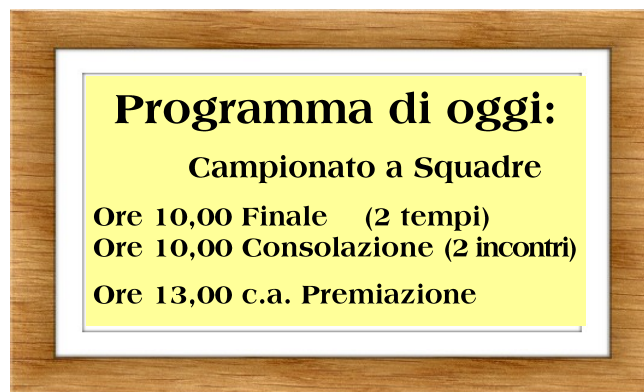 Programma di oggi:
Campionato a Squadre
Ore 10,00 Finale (2 tempi)
Ore 10,00 Consolazione (2 incontri)
Ore 13,00 c.a. Premiazione